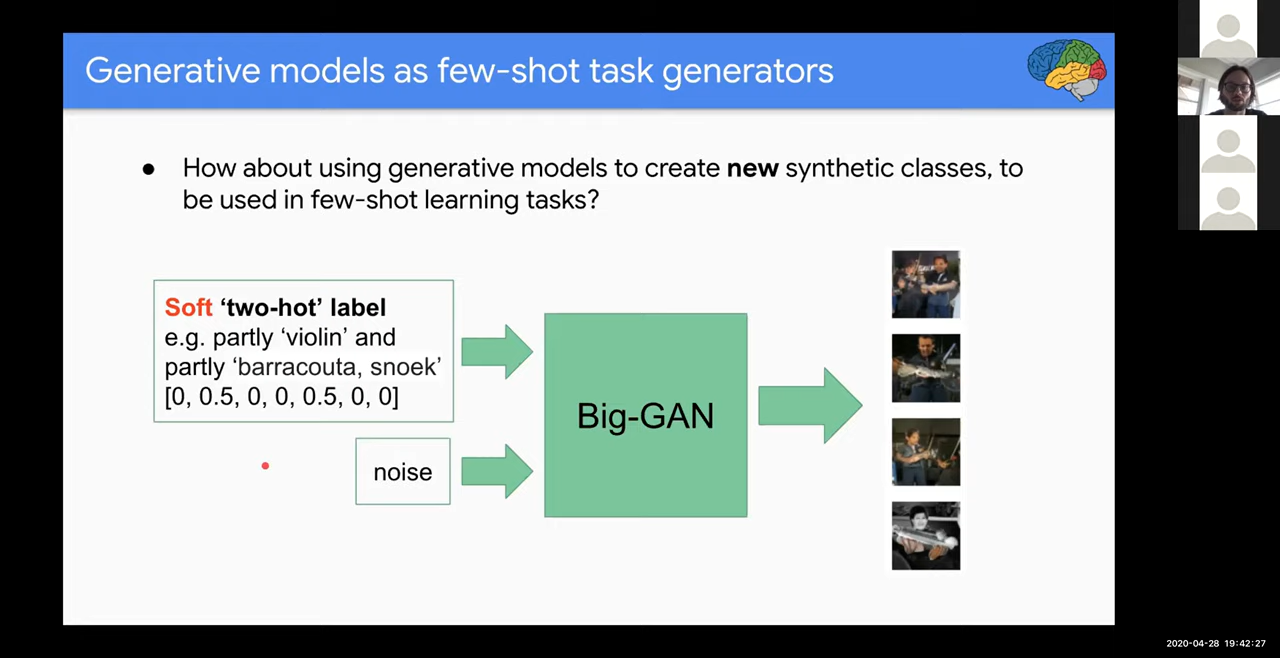 Generative models as few-shot task generators
● How about using generative models to create new synthetic classes, to
be used in few-shot learning tasks?
Soft ‘two-hot’ label
e.g. partly ‘violin’ and
partly ‘barracouta, snoek’
[0, 0.5, 0, 0, 0.5, 0, 0]
noise
Big-GAN
2020-04-28 19:42:27